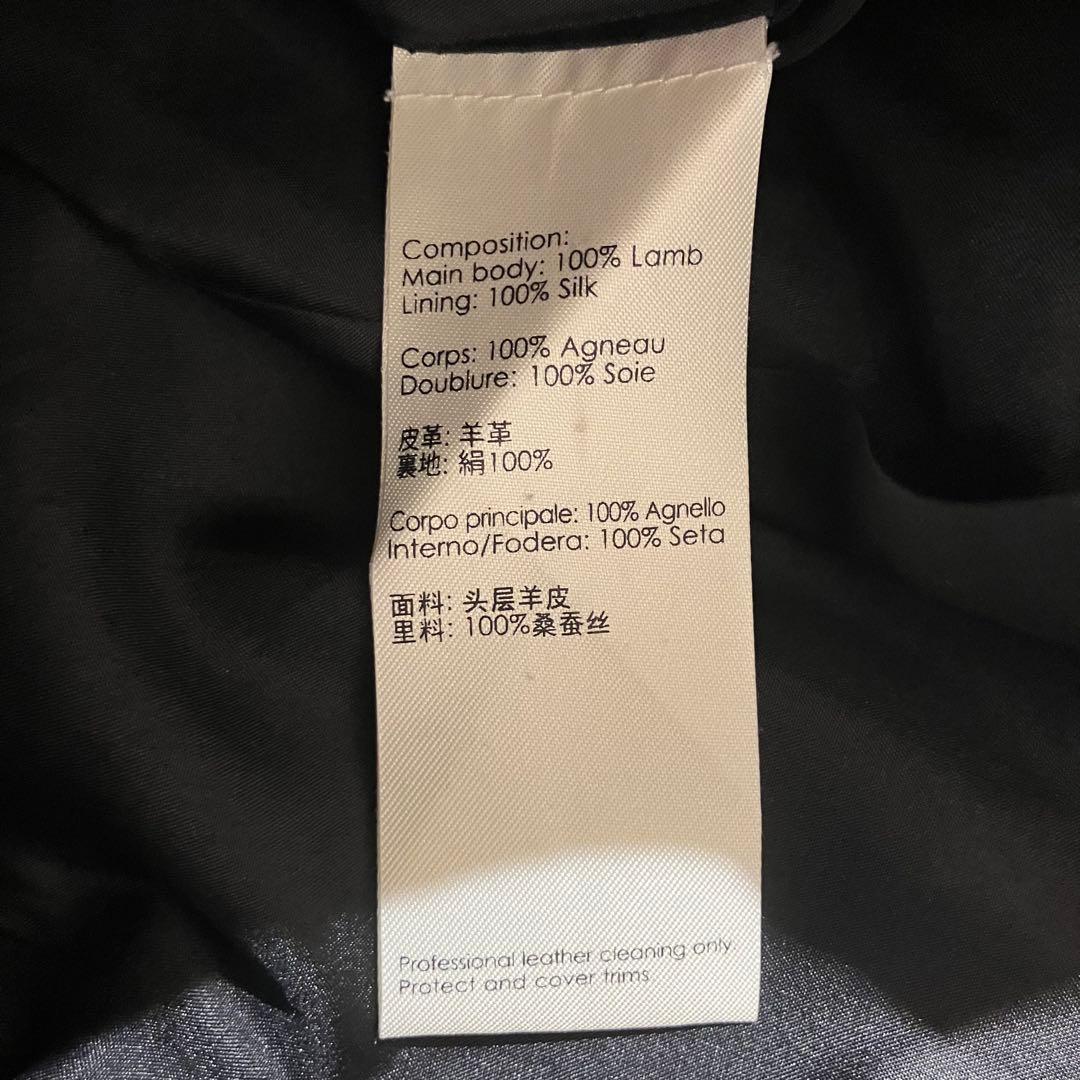 Composition:
Main body: 100% Lamb
Lining: 100% Silk
Corps: 100% Agneau
Doublure: 100% Soie
皮革: 羊革
裏地: 絹100%
Corpo principale: 100% Agnello
Interno/Fodera: 100% Seta
面料: 头层羊皮
里料: 100%桑蚕丝
Professional leather cleaning only.
Protect and cover trims.